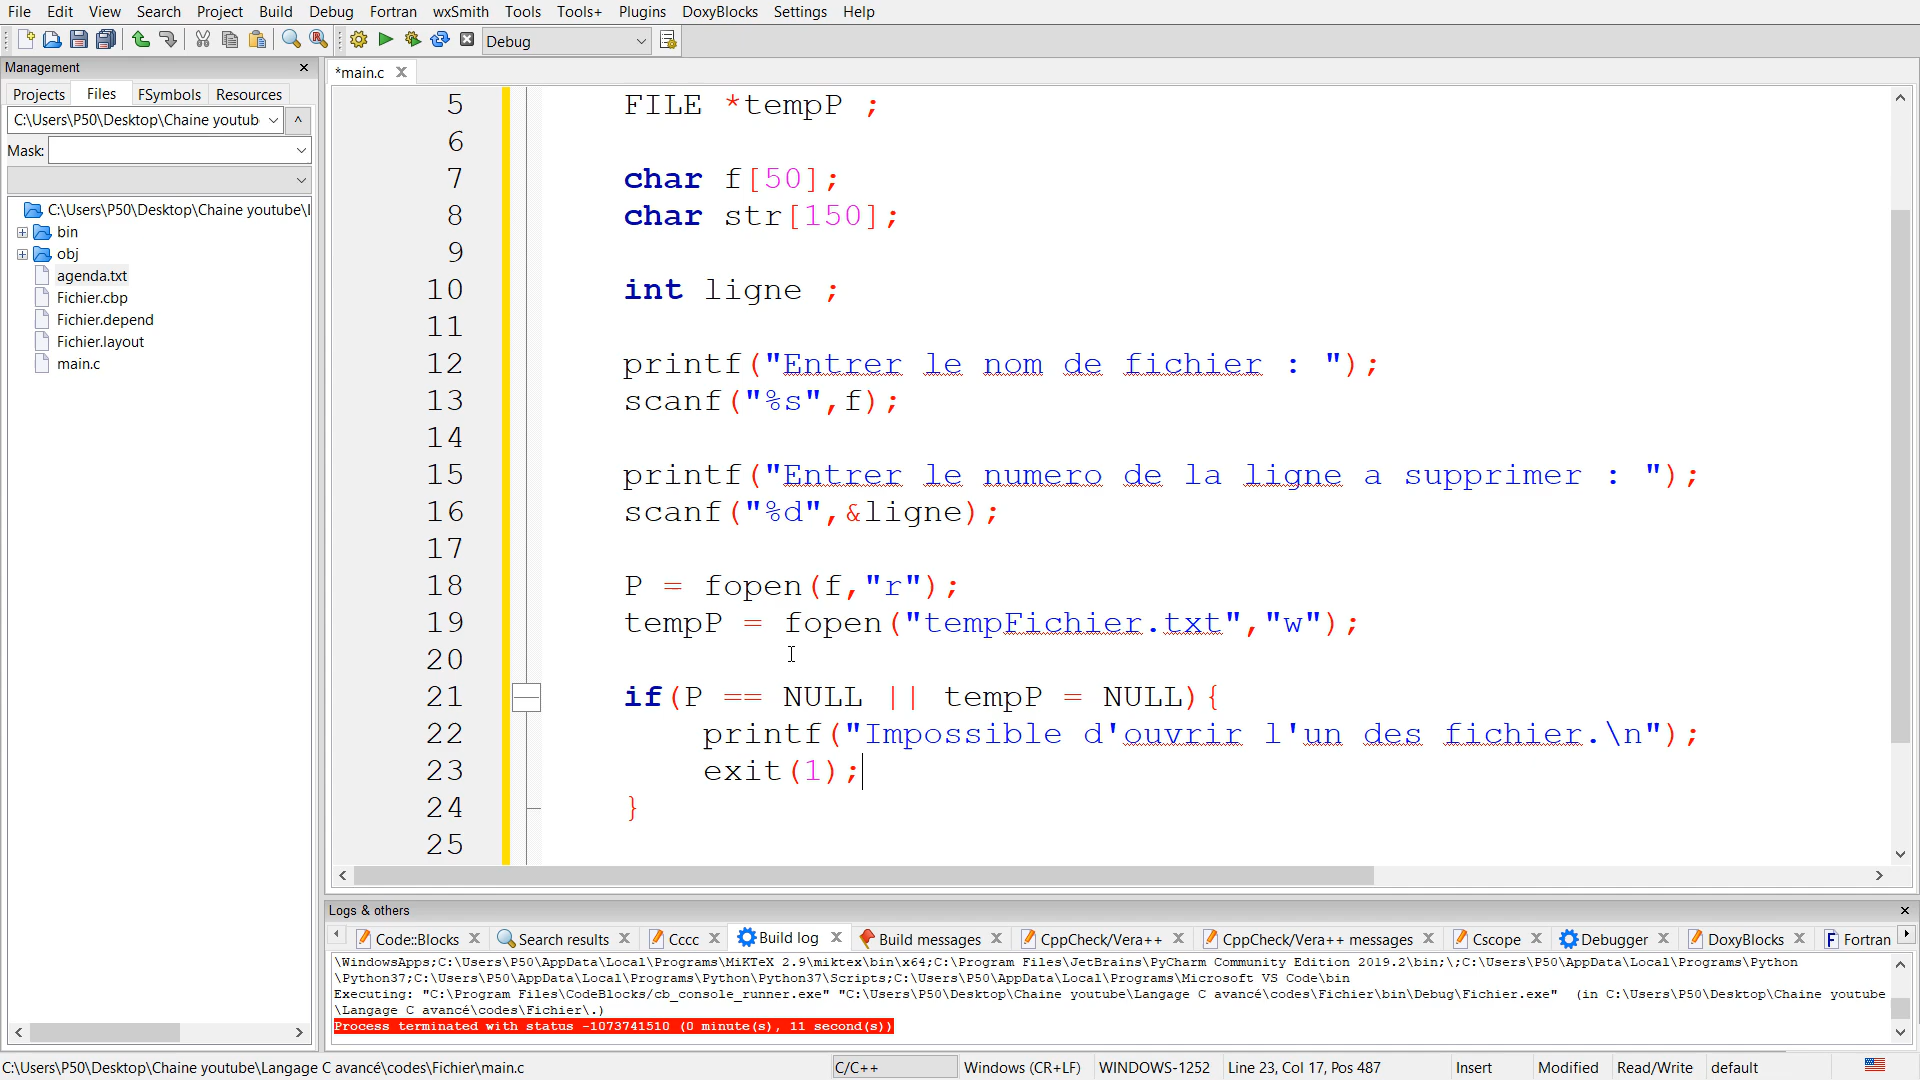 File Edit View Search Project Build Debug Fortran wxSmith Tools Tools+ Plugins DoxyBlocks Settings Help
Debug
Management
Projects Files FSymbols Resources
C:\Users\P50\Desktop\Chaine youtub
Mask:
C:\Users\P50\Desktop\Chaine youtube\l
bin
obj
agenda.txt
Fichier.cbp
Fichier.depend
Fichier.layout
main.c
*main.c
5 FILE *tempP ;
6
7 char f[50];
8 char str[150];
9
10 int ligne ;
11
12 printf("Entrer le nom de fichier : ");
13 scanf("%s",f);
14
15 printf("Entrer le numero de la ligne a supprimer : ");
16 scanf("%d",&ligne);
17
18 P = fopen(f,"r");
19 tempP = fopen("tempFichier.txt","w");
20
21 if(P == NULL || tempP = NULL){
22 printf("Impossible d'ouvrir l'un des fichier.\n");
23 exit(1);
24 }
25
Logs & others
Code::Blocks Search results Cccc Build log Build messages CppCheck/Vera++ CppCheck/Vera++ messages Cscope Debugger DoxyBlocks Fortran
\WindowsApps;C:\Users\P50\AppData\Local\Programs\MiKTeX 2.9\miktex\bin\x64;C:\Program Files\JetBrains\PyCharm Community Edition 2019.2\bin;\;C:\Users\P50\AppData\Local\Programs\Python
\Python37;C:\Users\P50\AppData\Local\Programs\Python\Python37\Scripts;C:\Users\P50\AppData\Local\Programs\Microsoft VS Code\bin
Executing: "C:\Program Files\CodeBlocks/cb_console_runner.exe" "C:\Users\P50\Desktop\Chaine youtube\Langage C avancé\codes\Fichier\bin\Debug\Fichier.exe"  (in C:\Users\P50\Desktop\Chaine youtube
\Langage C avancé\codes\Fichier\.)
Process terminated with status -1073741510 (0 minute(s), 11 second(s))
C:\Users\P50\Desktop\Chaine youtube\Langage C avancé\codes\Fichier\main.c C/C++ Windows (CR+LF) WINDOWS-1252 Line 23, Col 17, Pos 487 Insert Modified Read/Write default